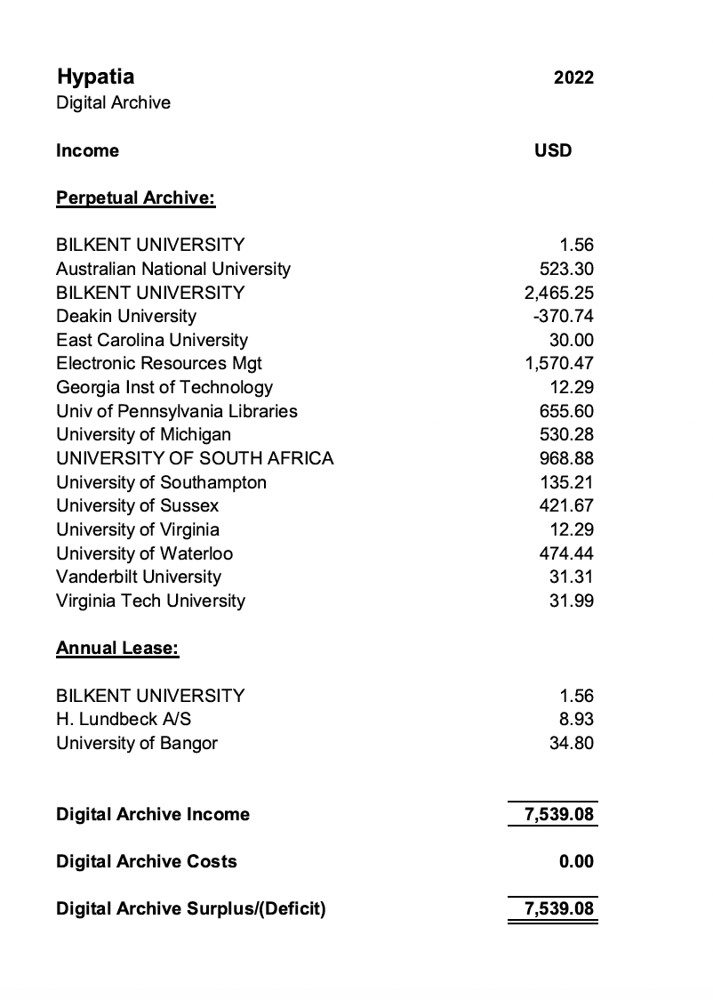 Hypatia 2022
Digital Archive
Income USD
Perpetual Archive:
BILKENT UNIVERSITY 1.56
Australian National University 523.30
BILKENT UNIVERSITY 2,465.25
Deakin University -370.74
East Carolina University 30.00
Electronic Resources Mgt 1,570.47
Georgia Inst of Technology 12.29
Univ of Pennsylvania Libraries 655.60
University of Michigan 530.28
UNIVERSITY OF SOUTH AFRICA 968.88
University of Southampton 135.21
University of Sussex 421.67
University of Virginia 12.29
University of Waterloo 474.44
Vanderbilt University 31.31
Virginia Tech University 31.99
Annual Lease:
BILKENT UNIVERSITY 1.56
H. Lundbeck A/S 8.93
University of Bangor 34.80
Digital Archive Income 7,539.08
Digital Archive Costs 0.00
Digital Archive Surplus/(Deficit) 7,539.08